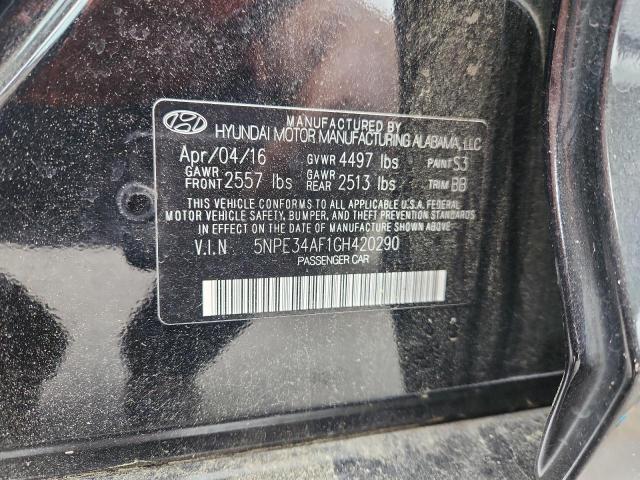 MANUFACTURED BY
HYUNDAI MOTOR MANUFACTURING ALABAMA, LLC
Apr/04/16 GVWR 4497 lbs PAINT S3
GAWR FRONT 2557 lbs GAWR REAR 2513 lbs TRIM BB
THIS VEHICLE CONFORMS TO ALL APPLICABLE U.S.A. FEDERAL
MOTOR VEHICLE SAFETY, BUMPER, AND THEFT PREVENTION STANDARDS
IN EFFECT ON THE DATE OF MANUFACTURE SHOWN ABOVE.
V.I.N 5NPE34AF1GH420290
PASSENGER CAR